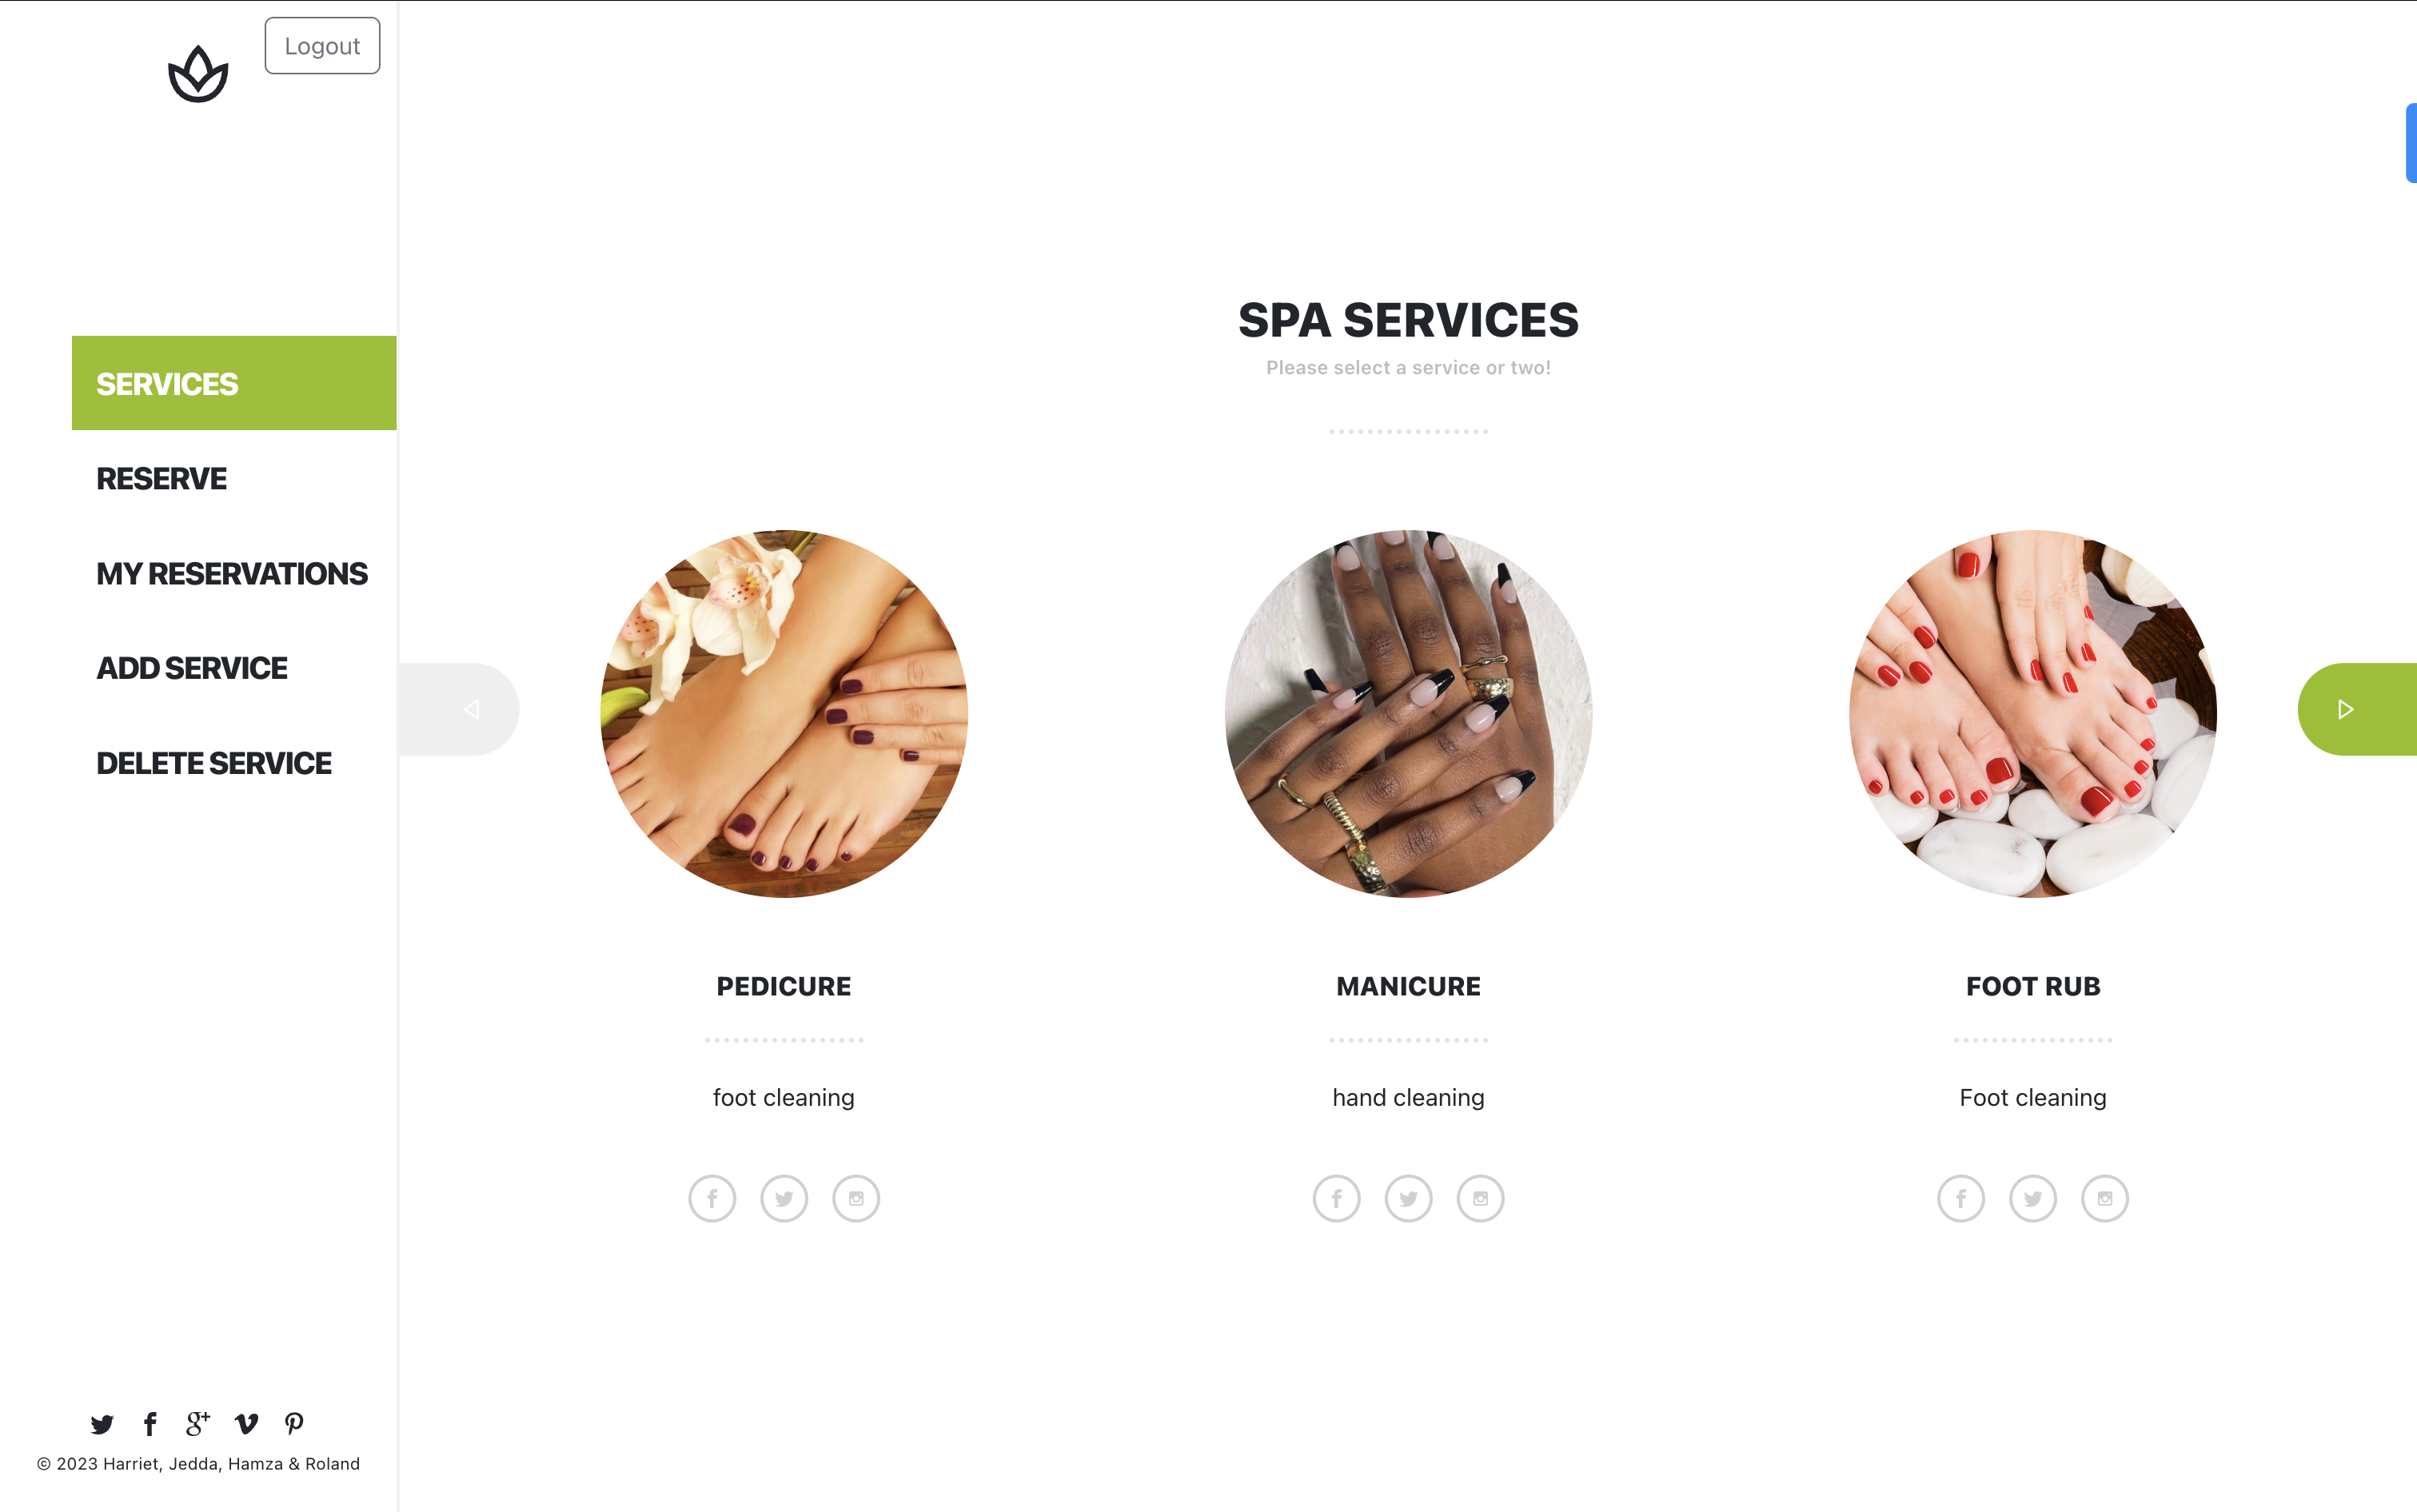 Logout
SERVICES
RESERVE
MY RESERVATIONS
ADD SERVICE
DELETE SERVICE
© 2023 Harriet, Jedda, Hamza & Roland
SPA SERVICES
Please select a service or two!
PEDICURE
foot cleaning
MANICURE
hand cleaning
FOOT RUB
Foot cleaning